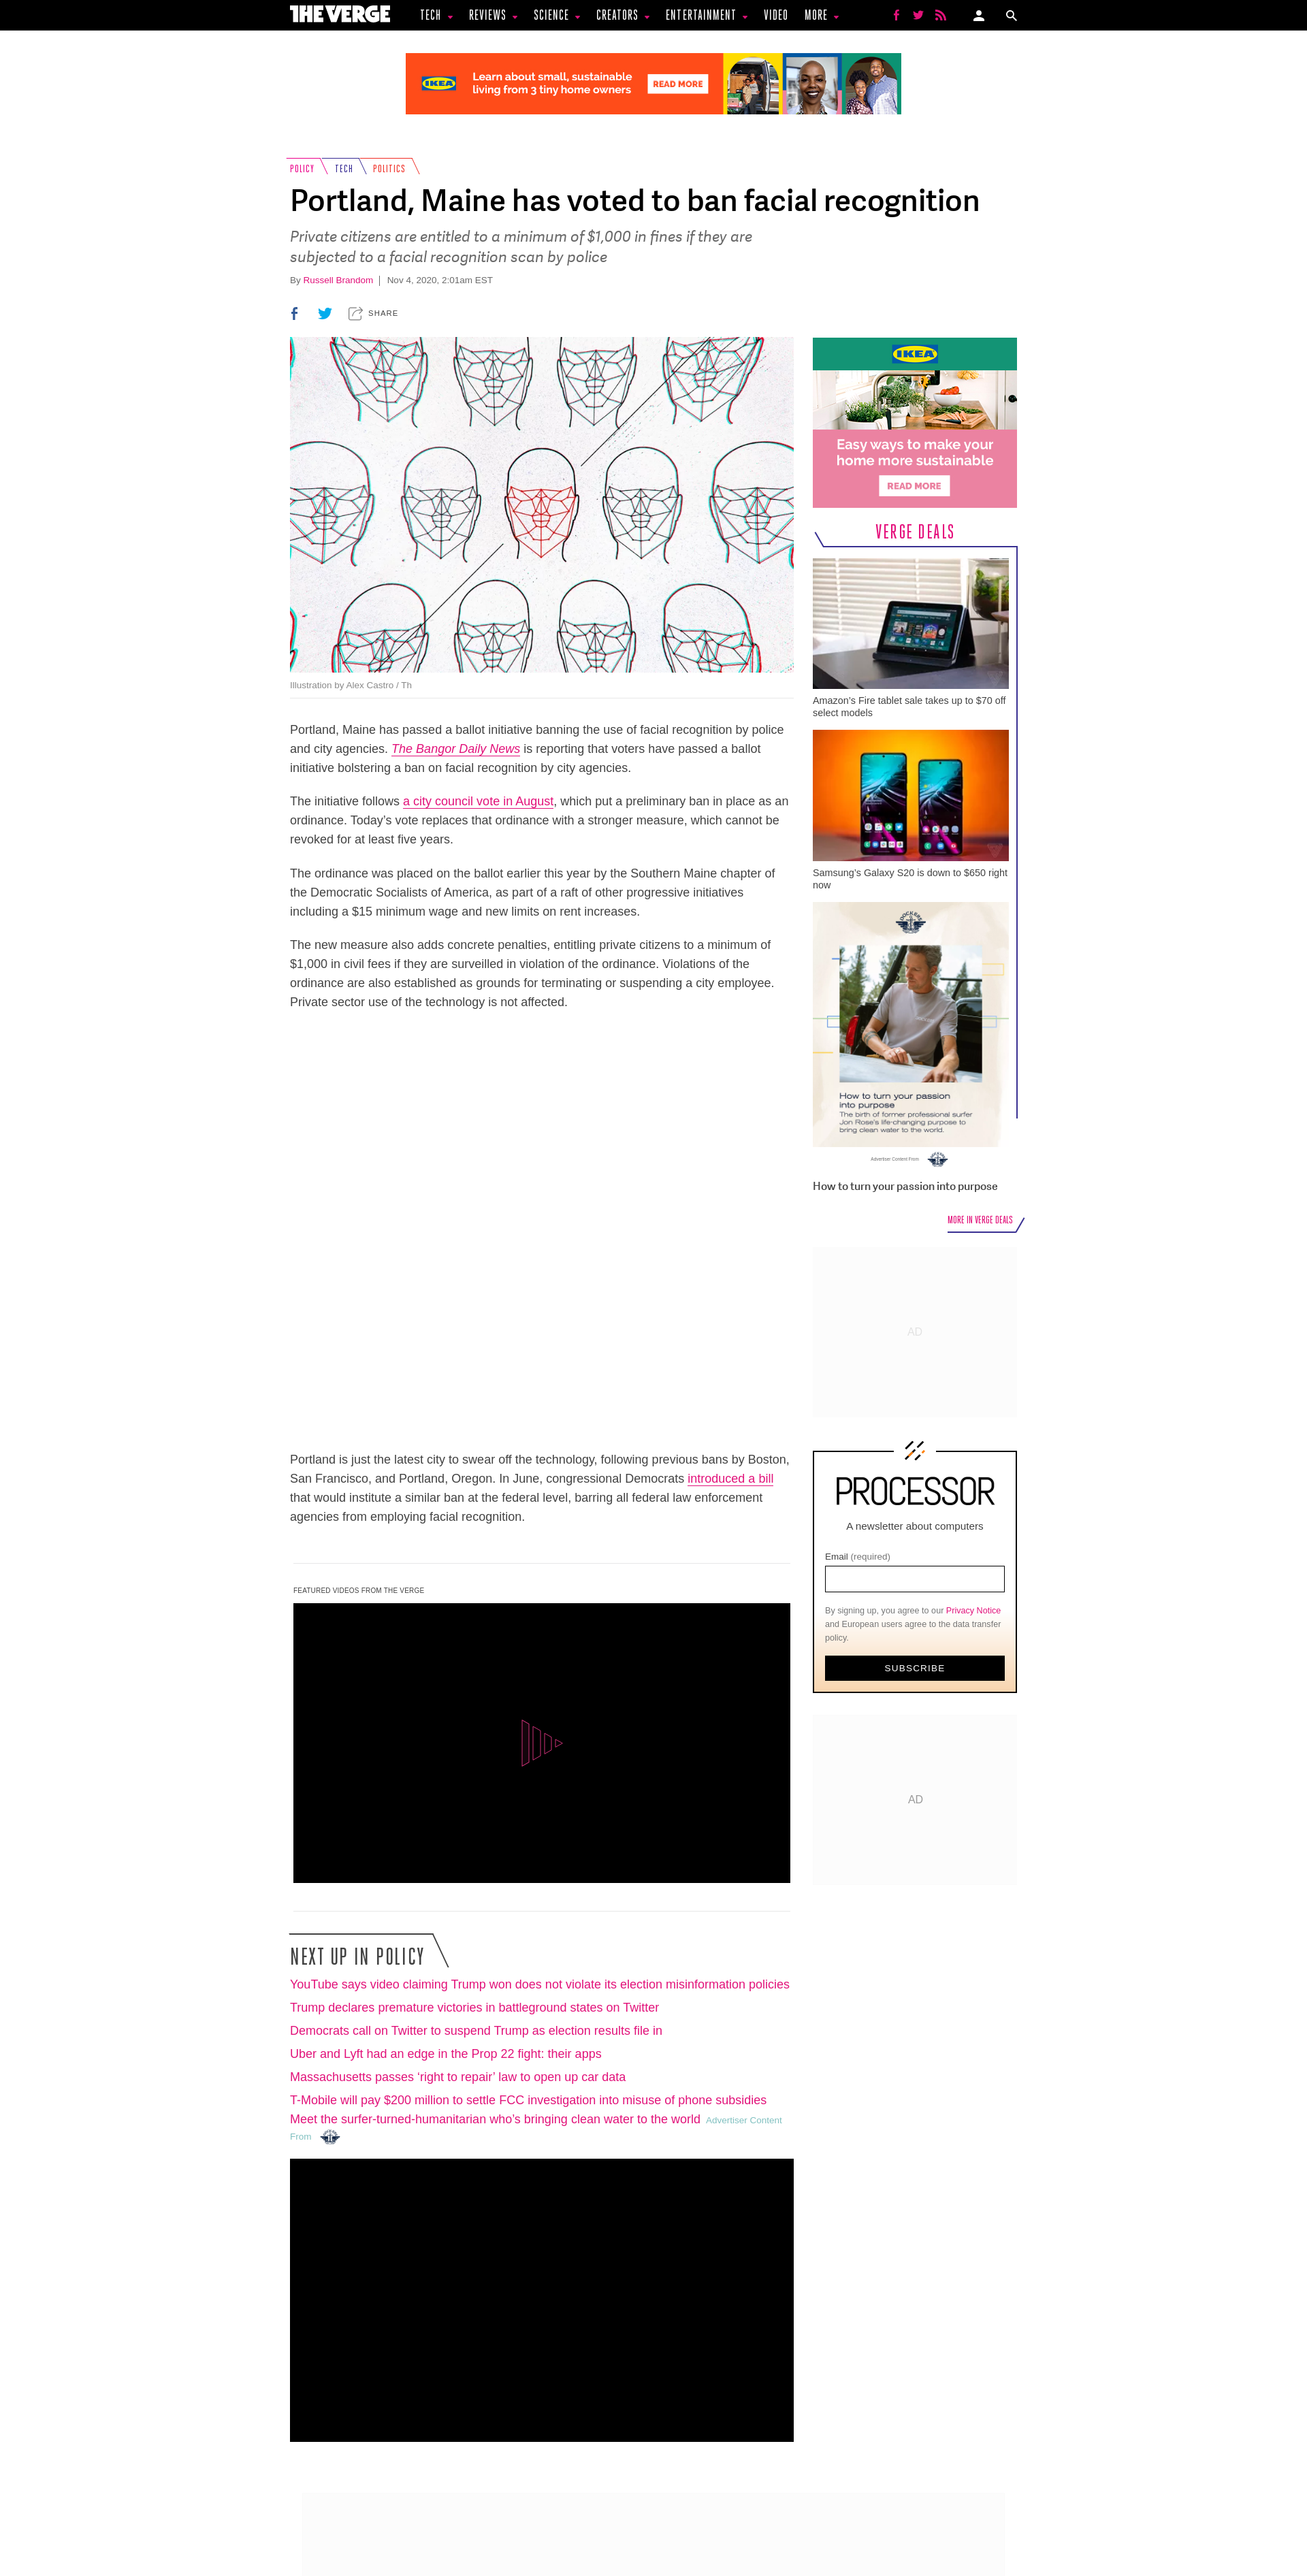 THE VERGE
TECH
REVIEWS
SCIENCE
CREATORS
ENTERTAINMENT
VIDEO
MORE
IKEA
Learn about small, sustainable
living from 3 tiny home owners
READ MORE
POLICY
TECH
POLITICS
Portland, Maine has voted to ban facial recognition
Private citizens are entitled to a minimum of $1,000 in fines if they are
subjected to a facial recognition scan by police
By Russell Brandom | Nov 4, 2020, 2:01am EST
SHARE
Illustration by Alex Castro / Th
Portland, Maine has passed a ballot initiative banning the use of facial recognition by police
and city agencies. The Bangor Daily News is reporting that voters have passed a ballot
initiative bolstering a ban on facial recognition by city agencies.
The initiative follows a city council vote in August, which put a preliminary ban in place as an
ordinance. Today’s vote replaces that ordinance with a stronger measure, which cannot be
revoked for at least five years.
The ordinance was placed on the ballot earlier this year by the Southern Maine chapter of
the Democratic Socialists of America, as part of a raft of other progressive initiatives
including a $15 minimum wage and new limits on rent increases.
The new measure also adds concrete penalties, entitling private citizens to a minimum of
$1,000 in civil fees if they are surveilled in violation of the ordinance. Violations of the
ordinance are also established as grounds for terminating or suspending a city employee.
Private sector use of the technology is not affected.
Portland is just the latest city to swear off the technology, following previous bans by Boston,
San Francisco, and Portland, Oregon. In June, congressional Democrats introduced a bill
that would institute a similar ban at the federal level, barring all federal law enforcement
agencies from employing facial recognition.
FEATURED VIDEOS FROM THE VERGE
NEXT UP IN POLICY
YouTube says video claiming Trump won does not violate its election misinformation policies
Trump declares premature victories in battleground states on Twitter
Democrats call on Twitter to suspend Trump as election results file in
Uber and Lyft had an edge in the Prop 22 fight: their apps
Massachusetts passes ‘right to repair’ law to open up car data
T-Mobile will pay $200 million to settle FCC investigation into misuse of phone subsidies
Meet the surfer-turned-humanitarian who’s bringing clean water to the world Advertiser Content
From
IKEA
Easy ways to make your
home more sustainable
READ MORE
VERGE DEALS
Amazon’s Fire tablet sale takes up to $70 off
select models
Samsung’s Galaxy S20 is down to $650 right
now
DOCKERS
How to turn your passion
into purpose
The birth of former professional surfer
Jon Rose's life-changing purpose to
bring clean water to the world.
Advertiser Content From
How to turn your passion into purpose
MORE IN VERGE DEALS
AD
PROCESSOR
A newsletter about computers
Email (required)
By signing up, you agree to our Privacy Notice
and European users agree to the data transfer
policy.
SUBSCRIBE
AD